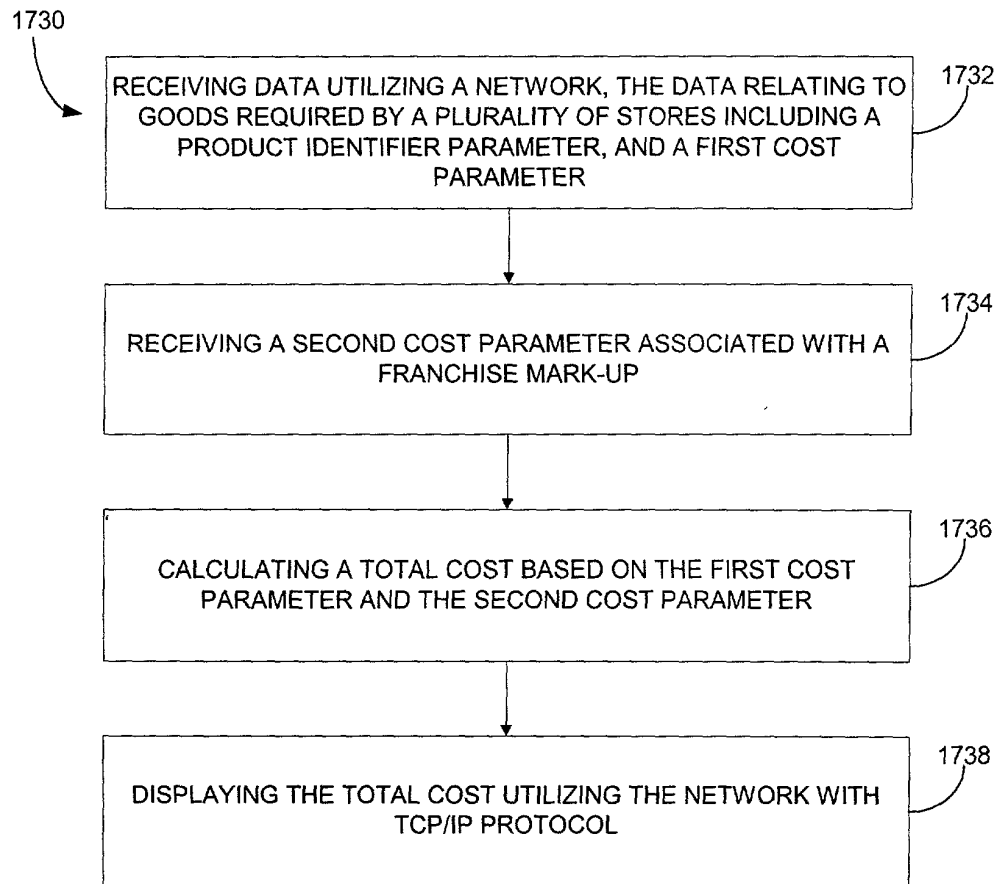 1730
1732
RECEIVING DATA UTILIZING A NETWORK, THE DATA RELATING TO
GOODS REQUIRED BY A PLURALITY OF STORES INCLUDING A
PRODUCT IDENTIFIER PARAMETER, AND A FIRST COST
PARAMETER
1734
RECEIVING A SECOND COST PARAMETER ASSOCIATED WITH A
FRANCHISE MARK-UP
1736
CALCULATING A TOTAL COST BASED ON THE FIRST COST
PARAMETER AND THE SECOND COST PARAMETER
1738
DISPLAYING THE TOTAL COST UTILIZING THE NETWORK WITH
TCP/IP PROTOCOL